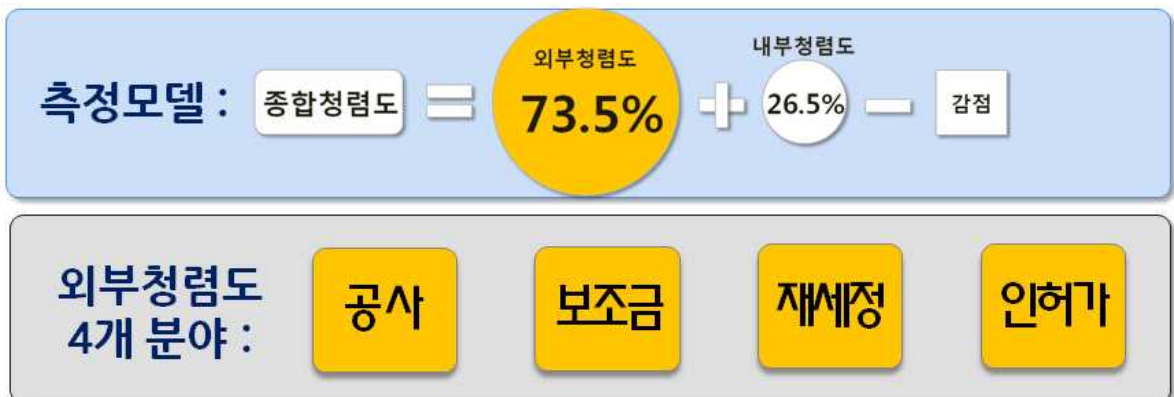 측정모델 : 종합청렴도 = 외부청렴도 73.5% + 내부청렴도 26.5% - 감점
외부청렴도
4개 분야 : 공사 보조금 재세정 인허가